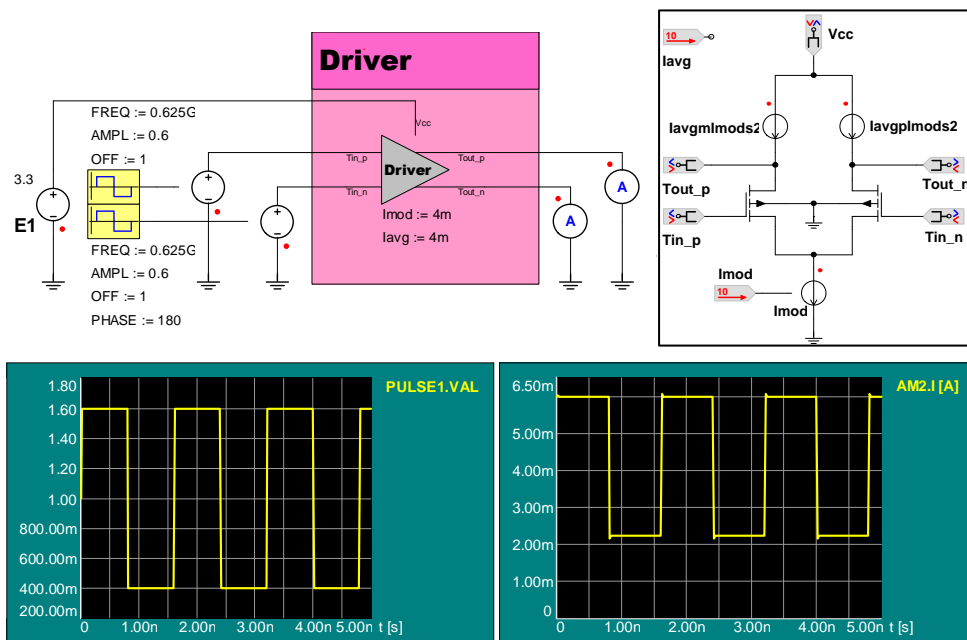 Driver
FREQ := 0.625G
AMPL := 0.6
OFF := 1
3.3
E1
Vcc
Tin_p
Tin_n
Driver
Tout_p
Tout_n
A
A
Imod := 4m
Iavg := 4m
FREQ := 0.625G
AMPL := 0.6
OFF := 1
PHASE := 180
10
Iavg
Vcc
IavgmImods2
IavgpImods2
Tout_p
Tout_n
Tin_p
Tin_n
Imod
10
Imod
1.80
1.60
1.40
1.20
1.00
800.00m
600.00m
400.00m
200.00m
0 1.00n 2.00n 3.00n 4.00n 5.00n t [s]
PULSE1.VAL
6.50m
5.00m
4.00m
3.00m
2.00m
1.00m
0
0 1.00n 2.00n 3.00n 4.00n 5.00n t [s]
AM2.I [A]